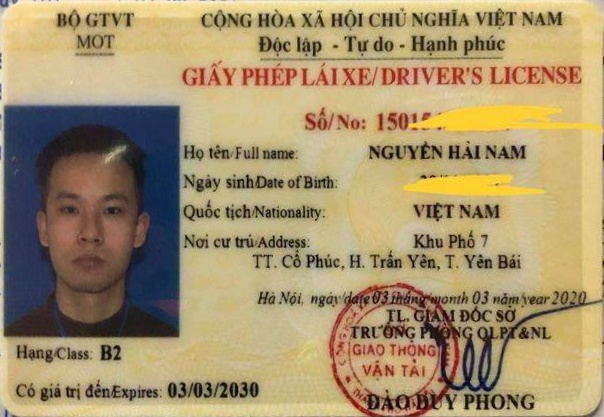 BỘ GTVT
MOT
CỘNG HÒA XÃ HỘI CHỦ NGHĨA VIỆT NAM
Độc lập - Tự do - Hạnh phúc
GIẤY PHÉP LÁI XE/ DRIVER'S LICENSE
Số/No:
Họ tên/Full name: NGUYỄN HẢI NAM
Ngày sinh/Date of Birth:
Quốc tịch/Nationality: VIỆT NAM
Nơi cư trú/Address: Khu Phố 7
TT. Cổ Phúc, H. Trấn Yên, T. Yên Bái
Hà Nội, ngày/date 03 tháng/month 03 năm/year 2020
TL. GIÁM ĐỐC SỞ
TRƯỞNG PHÒNG QLPT&NL
GIAO THÔNG
VẬN TẢI
Hạng/Class: B2
Có giá trị đến/Expires: 03/03/2030
ĐÀO DUY PHONG